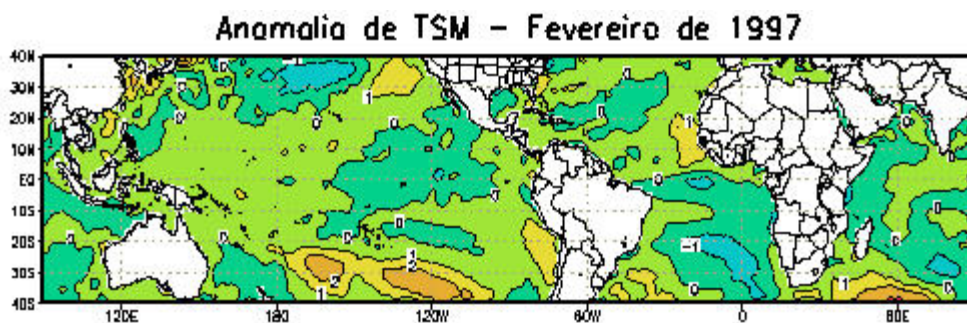 Anomalia de TSM – Fevereiro de 1997
40N
30N
20N
10N
EQ
10S
20S
30S
40S
120E 180 120W 60W 0 60E